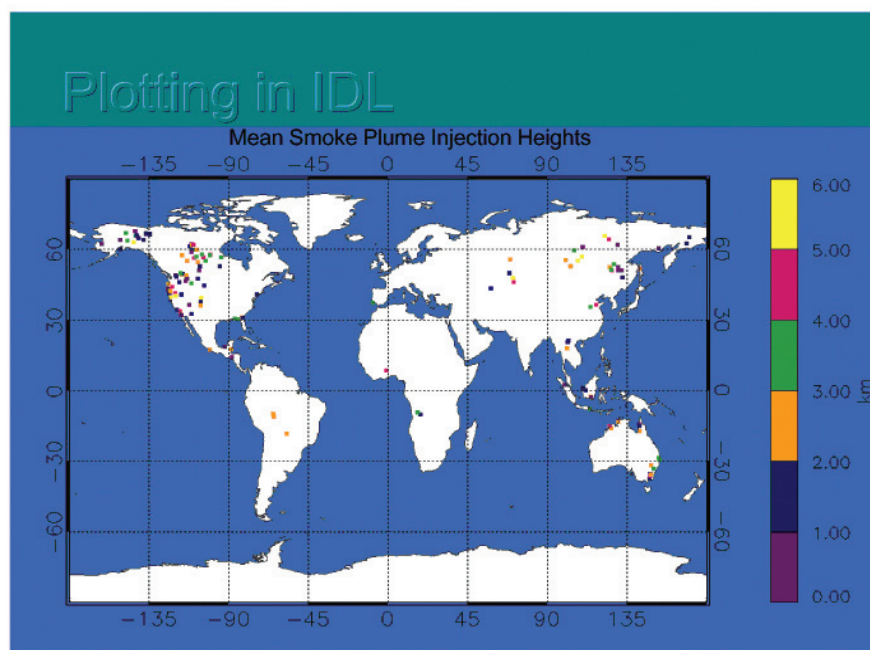 Plotting in IDL
Mean Smoke Plume Injection Heights
-135 -90 -45 0 45 90 135
60 60
30 30
0 0
-30 -30
-60 -60
-135 -90 -45 0 45 90 135
6.00
5.00
4.00
3.00
2.00
1.00
0.00
km